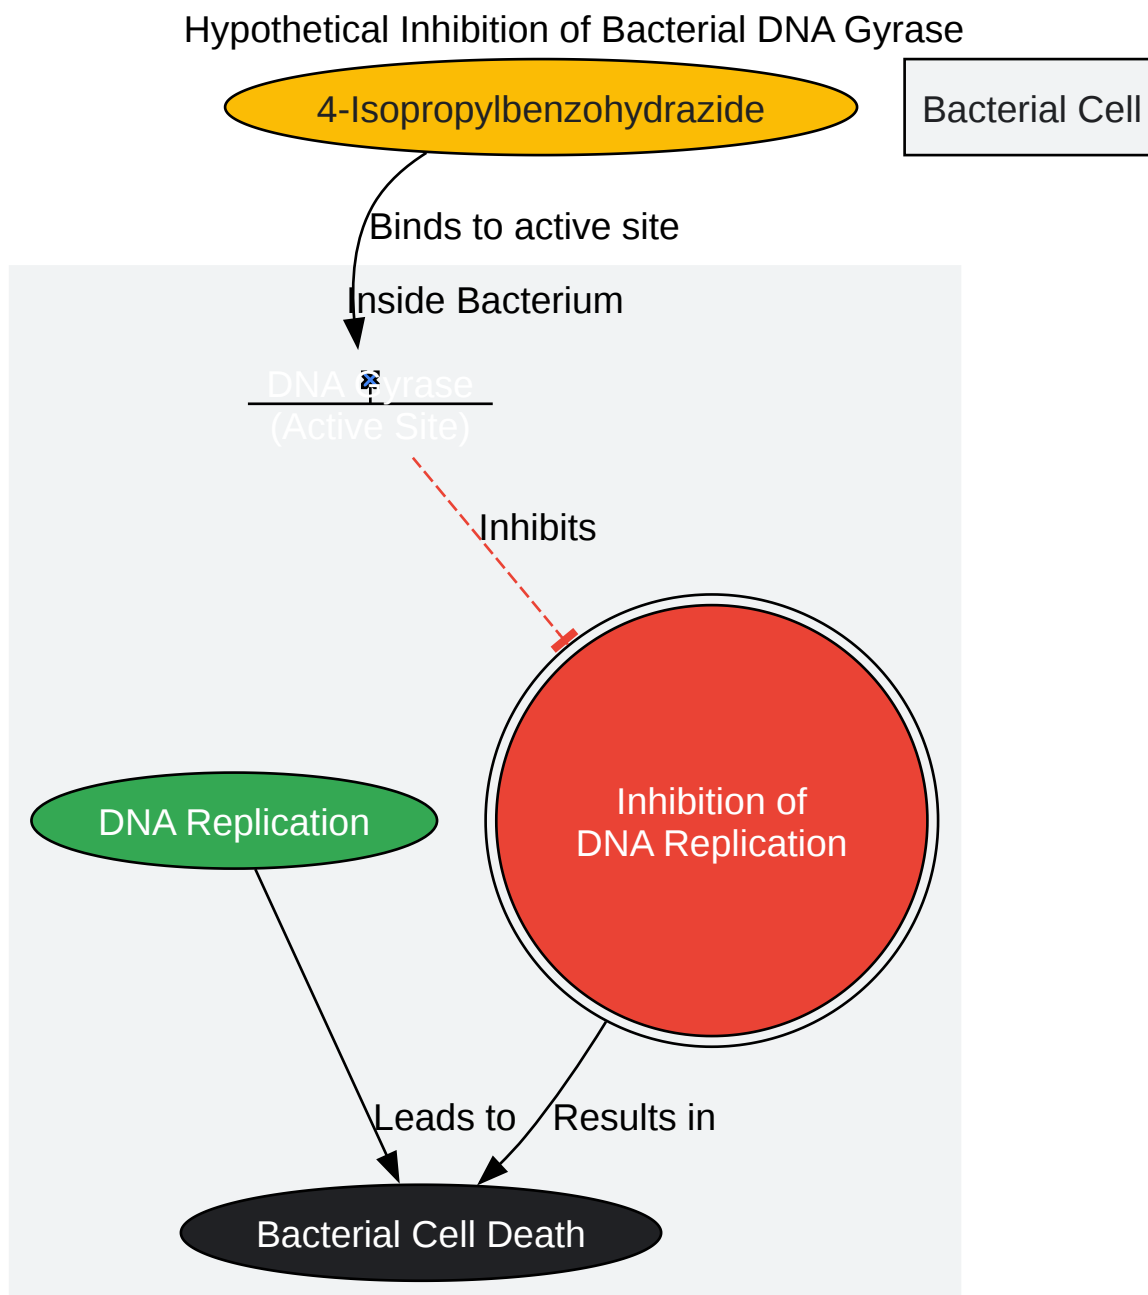 Hypothetical Inhibition of Bacterial DNA Gyrase
4-Isopropylbenzohydrazide
Bacterial Cell
Binds to active site
Inside Bacterium
DNA Gyrase
(Active Site)
Inhibits
Inhibition of
DNA Replication
DNA Replication
Leads to
Results in
Bacterial Cell Death